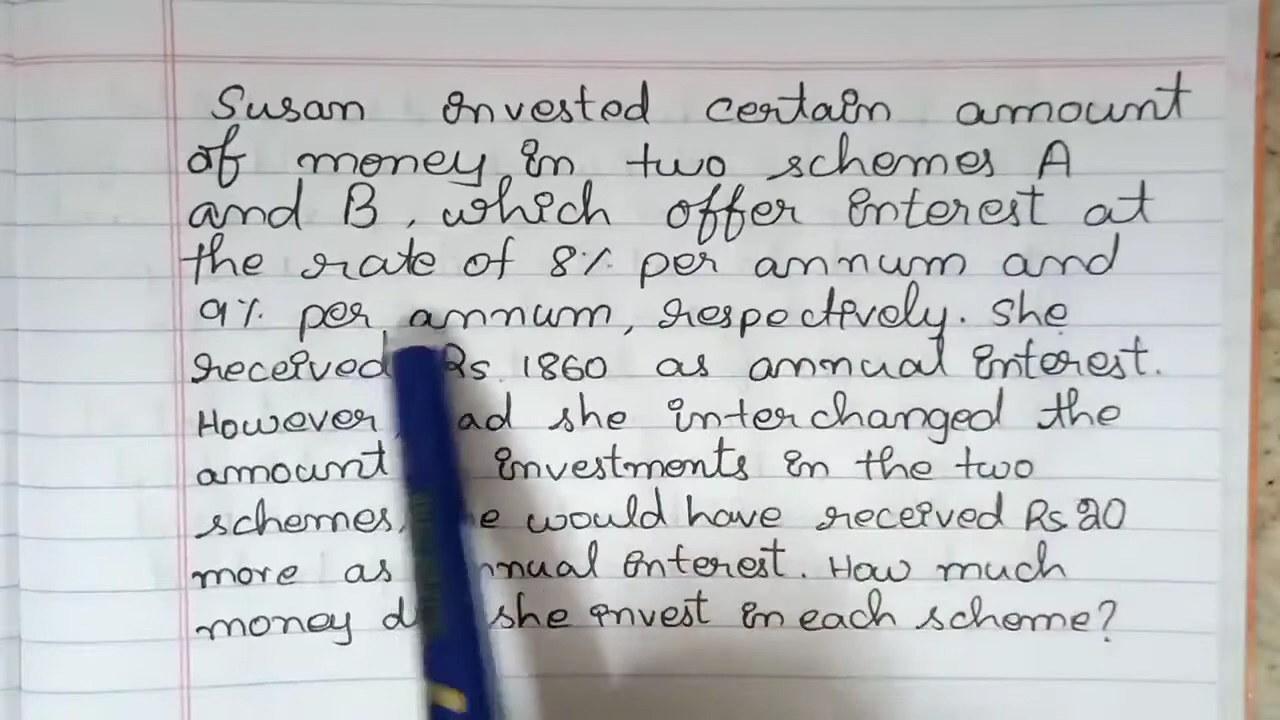 Susan invested certain amount
of money in two schemes A
and B, which offer interest at
the rate of 8% per annum and
9% per annum, respectively. She
received Rs. 1860 as annual interest.
However, had she interchanged the
amount investments in the two
schemes, would have received Rs 20
more as annual interest. How much
money she invest in each scheme?